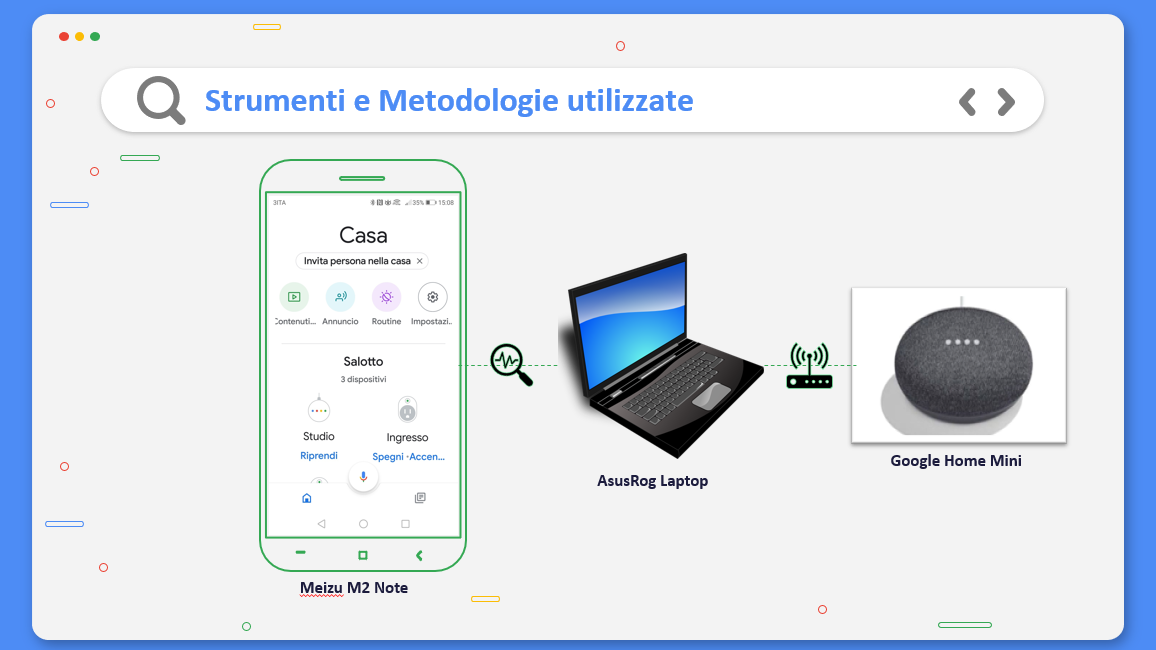 Strumenti e Metodologie utilizzate
3ITA
35%
15:08
Casa
Invita persona nella casa ×
Contenuti... Annuncio Routine Impostazi..
Salotto
3 dispositivi
Studio Ingresso
Riprendi Spegni ·Accen...
Meizu M2 Note
AsusRog Laptop
Google Home Mini